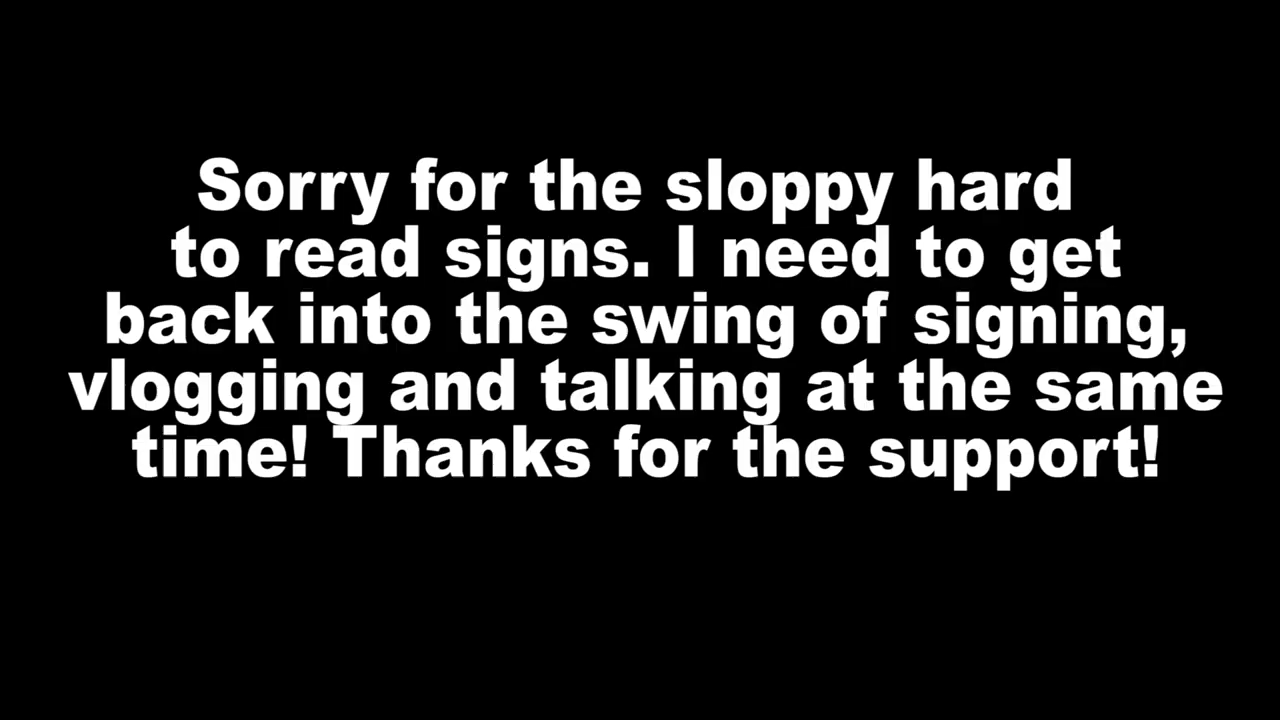 Sorry for the sloppy hard
to read signs. I need to get
back into the swing of signing,
vlogging and talking at the same
time! Thanks for the support!